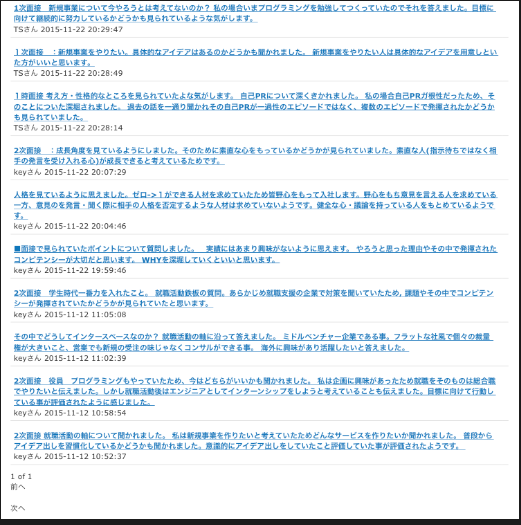 1次面接　新規事業について今やろうとは考えてないのか？ 私の場合いまプログラミングを勉強してつくっていたのでそれを答えました。目標に
向けて継続的に努力しているかどうかも見られているような気がします。
TSさん 2015-11-22 20:29:47
１次面接　：新規事業をやりたい。具体的なアイデアはあるのかどうかも聞かれました。 新規事業をやりたい人は具体的なアイデアを用意しとい
た方がいいと思います。
TSさん 2015-11-22 20:28:49
１時面接 考え方・性格的なところを見られていたよな気がします。 自己PRについて深くきかれました。 私の場合自己PRガ根性だったため、そ
のことについた深堀されました。 過去の話を一通り聞かれその自己PRが一過性のエピソードではなく、複数のエピソードで発揮されたかどうか
も見られていました。
TSさん 2015-11-22 20:28:14
2次面接　：成長角度を見ているようにしました。そのために素直な心をもっているかどうかが見られていました。素直な人(指示待ちではなく相
手の発言を受け入れる心)が成長できると考えているためです。
keyさん 2015-11-22 20:07:29
人格を見ているように思えました。ゼロ->１ができる人材を求めていたため皆野心をもって入社します。野心をもち意見を言える人を求めている
一方、意見のを発言・聞く際に相手の人格を否定するような人材は求めていないようです。健全な心・議論を持っている人をもとめているようで
す。
keyさん 2015-11-22 20:04:46
■面接で見られていたポイントについて質問しました。　実績にはあまり興味がないように思えます。 やろうと思った理由やその中で発揮された
コンピテンシーが大切だと思います。 WHYを深堀していくといいと思います。
keyさん 2015-11-22 19:59:46
2次面接　学生時代一番力を入れたこと。 就職活動鉄板の質問。あらかじめ就職支援の企業で対策を聞いていたため, 課題やその中でコンピテン
シーが発揮されていたかどうかが見られていたと思います。
keyさん 2015-11-12 11:05:08
その中でどうしてインタースペースなのか？ 就職活動の軸に沿って答えました。 ミドルベンチャー企業である事。フラットな社風で個々の裁量
権が大きいこと、営業でも新規の受注の味じゃなくコンサルができる事。 海外に興味があり活躍したいと答えました。
keyさん 2015-11-12 11:02:39
2次面接　役員　プログラミングもやっていたため、今はどちらがいいかも聞かれました。 私は企画に興味があったため就職をそのものは総合職
でやりたいと伝えました。しかし就職活動後はエンジニアとしてインターンシップをしようと考えていることも伝えました。目標に向けて行動し
ている事が評価されたように感じました。
keyさん 2015-11-12 10:58:54
2次面接 就職活動の軸について聞かれました。 私は新規事業を作りたいと考えていたためどんなサービスを作りたいか聞かれました。 普段から
アイデア出しを習慣化しているかどうかも聞かれました。意識的にアイデア出しをしていたこと評価していた事が評価されたようです。
keyさん 2015-11-12 10:52:37
1 of 1
前へ
次へ